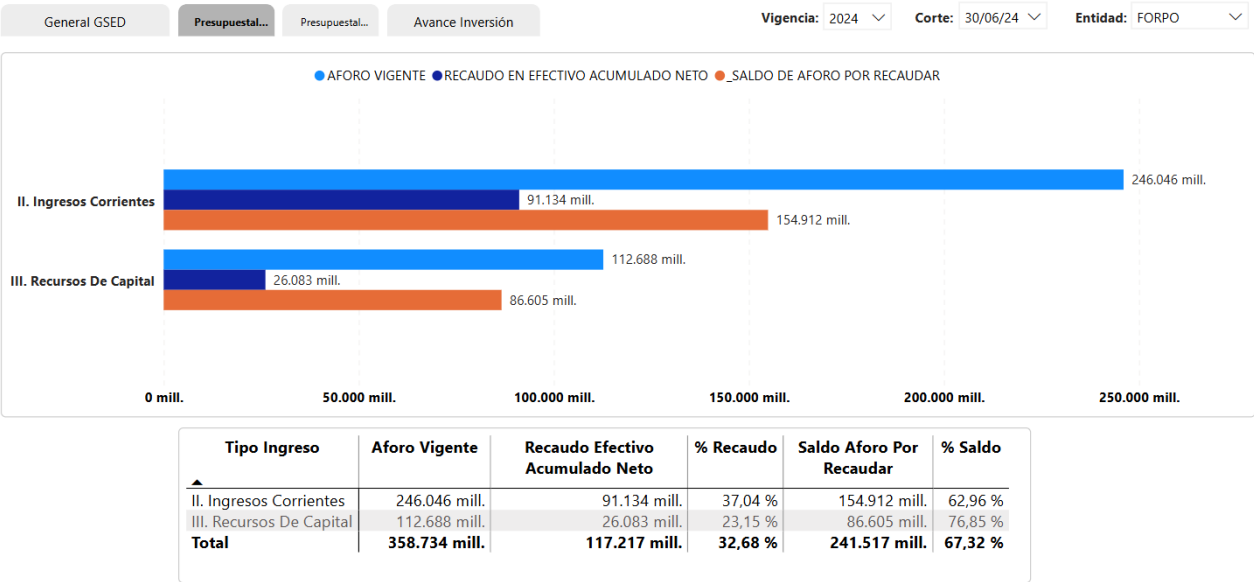 General GSED Presupuestal... Presupuestal... Avance Inversión Vigencia: 2024 Corte: 30/06/24 Entidad: FORPO
AFORO VIGENTE RECAUDO EN EFECTIVO ACUMULADO NETO _SALDO DE AFORO POR RECAUDAR
246.046 mill.
II. Ingresos Corrientes 91.134 mill.
154.912 mill.
112.688 mill.
III. Recursos De Capital 26.083 mill.
86.605 mill.
0 mill. 50.000 mill. 100.000 mill. 150.000 mill. 200.000 mill. 250.000 mill.
Tipo Ingreso Aforo Vigente Recaudo Efectivo % Recaudo Saldo Aforo Por % Saldo
Acumulado Neto Recaudar
II. Ingresos Corrientes 246.046 mill. 91.134 mill. 37,04 % 154.912 mill. 62,96 %
III. Recursos De Capital 112.688 mill. 26.083 mill. 23,15 % 86.605 mill. 76,85 %
Total 358.734 mill. 117.217 mill. 32,68 % 241.517 mill. 67,32 %